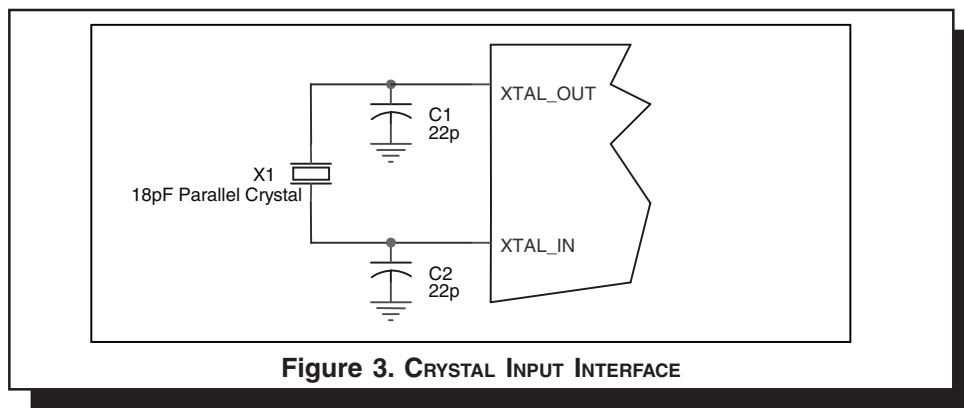 XTAL_OUT
C1
22p
X1
18pF Parallel Crystal
XTAL_IN
C2
22p
Figure 3. CRYSTAL INPUT INTERFACE